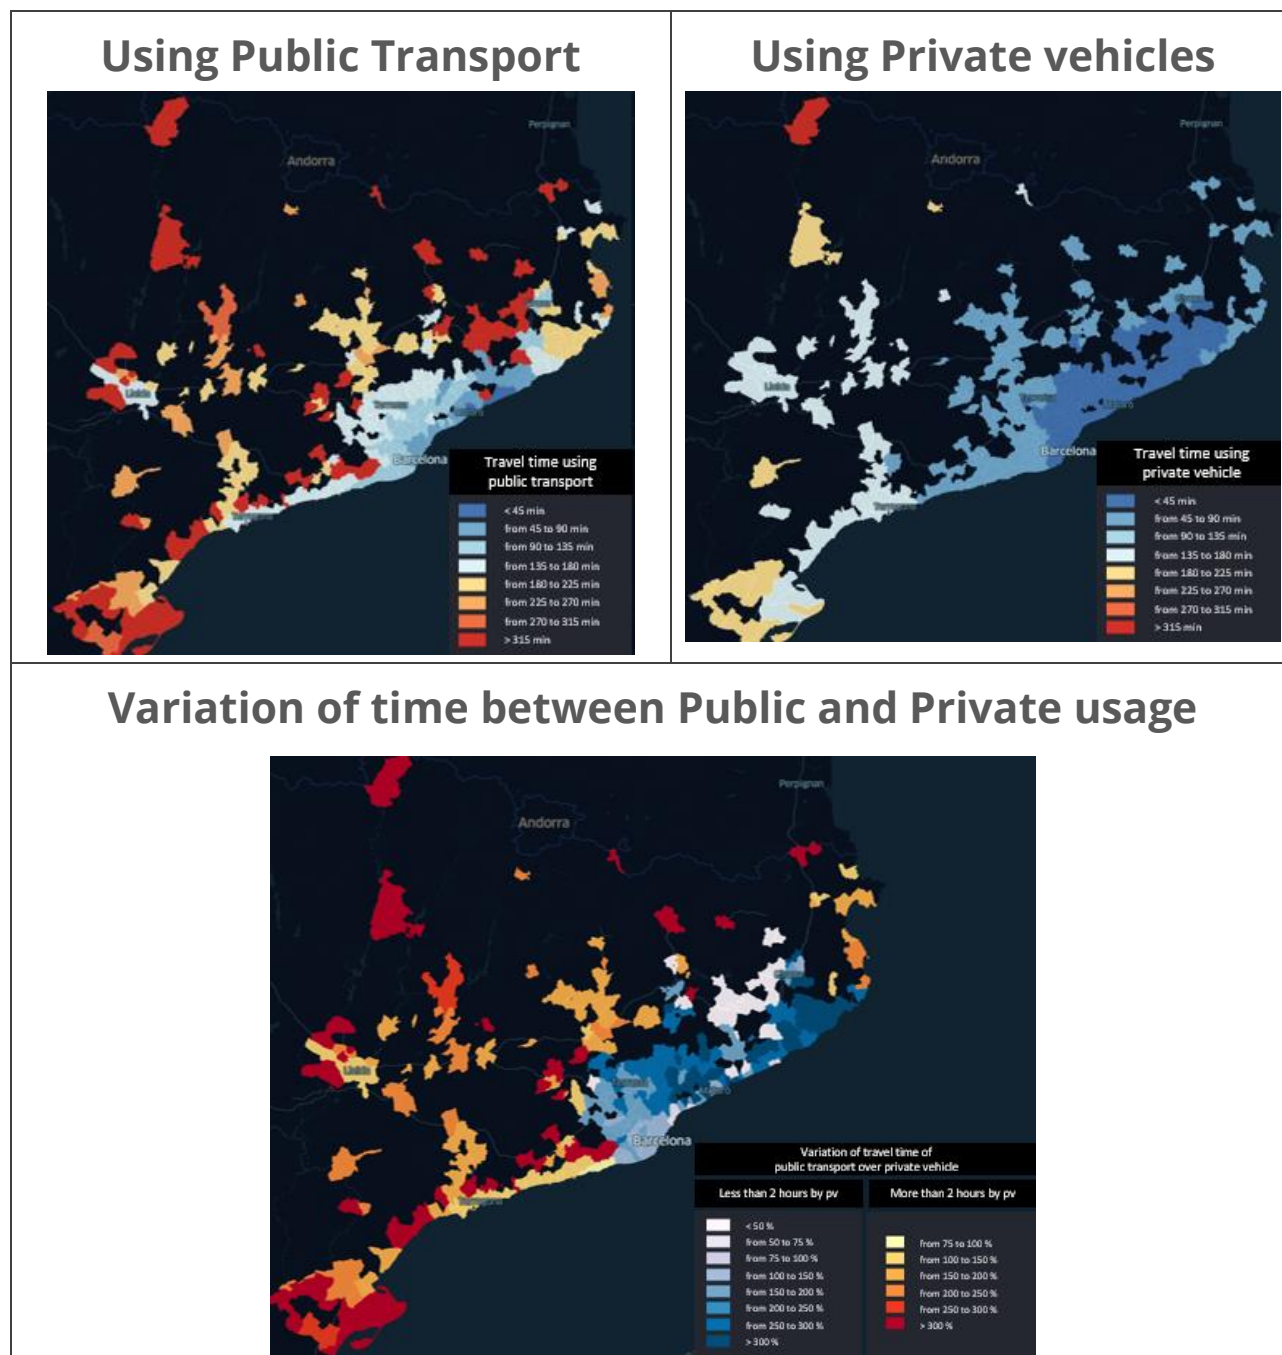 Using Public Transport
Perpignan
Andorra
Lleida
Barcelona
Travel time using
public transport
< 45 min
from 45 to 90 min
from 90 to 135 min
from 135 to 180 min
from 180 to 225 min
from 225 to 270 min
from 270 to 315 min
> 315 min
Using Private vehicles
Perpignan
Andorra
Lleida
Barcelona
Travel time using
private vehicle
< 45 min
from 45 to 90 min
from 90 to 135 min
from 135 to 180 min
from 180 to 225 min
from 225 to 270 min
from 270 to 315 min
> 315 min
Variation of time between Public and Private usage
Perpignan
Andorra
Lleida
Barcelona
Variation of travel time of
public transport over private vehicle
Less than 2 hours by pv
< 50 %
from 50 to 75 %
from 75 to 100 %
from 100 to 150 %
from 150 to 200 %
from 200 to 250 %
from 250 to 300 %
> 300 %
More than 2 hours by pv
from 75 to 100 %
from 100 to 150 %
from 150 to 200 %
from 200 to 250 %
from 250 to 300 %
> 300 %